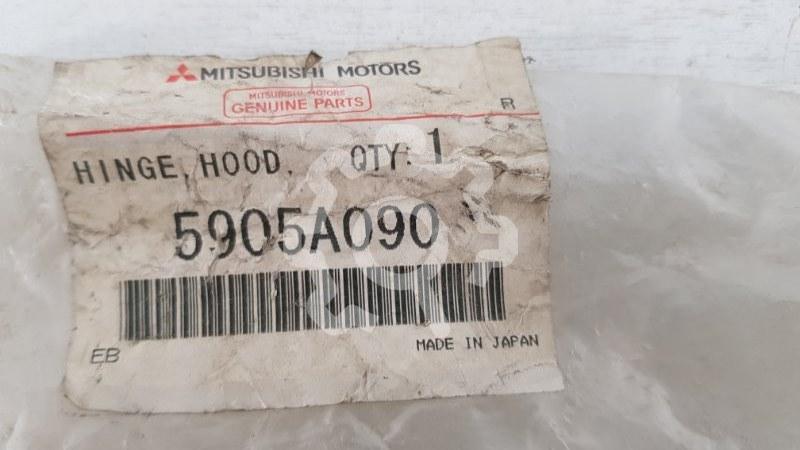 MITSUBISHI MOTORS
MITSUBISHI MOTORS
GENUINE PARTS
R
HINGE, HOOD, QTY: 1
5905A090
EB
MADE IN JAPAN